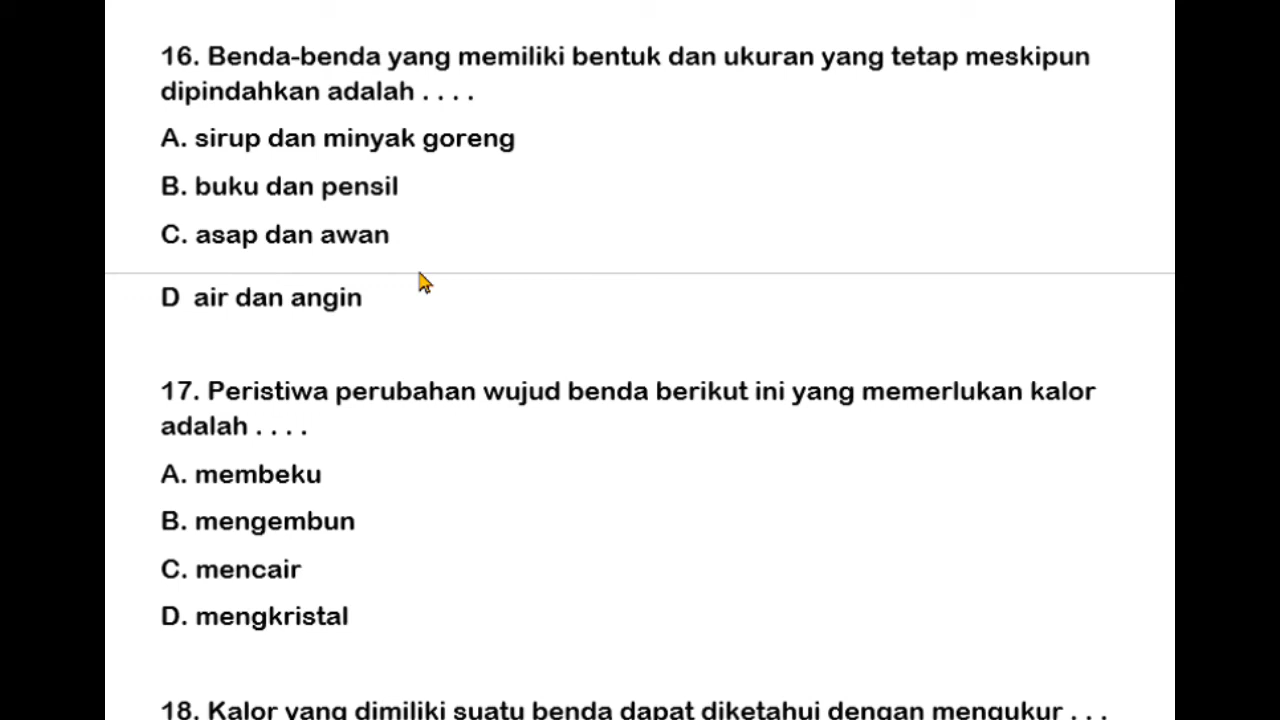 16. Benda-benda yang memiliki bentuk dan ukuran yang tetap meskipun
dipindahkan adalah . . . .
A. sirup dan minyak goreng
B. buku dan pensil
C. asap dan awan
D air dan angin
17. Peristiwa perubahan wujud benda berikut ini yang memerlukan kalor
adalah . . . .
A. membeku
B. mengembun
C. mencair
D. mengkristal
18. Kalor yang dimiliki suatu benda dapat diketahui dengan mengukur . . .